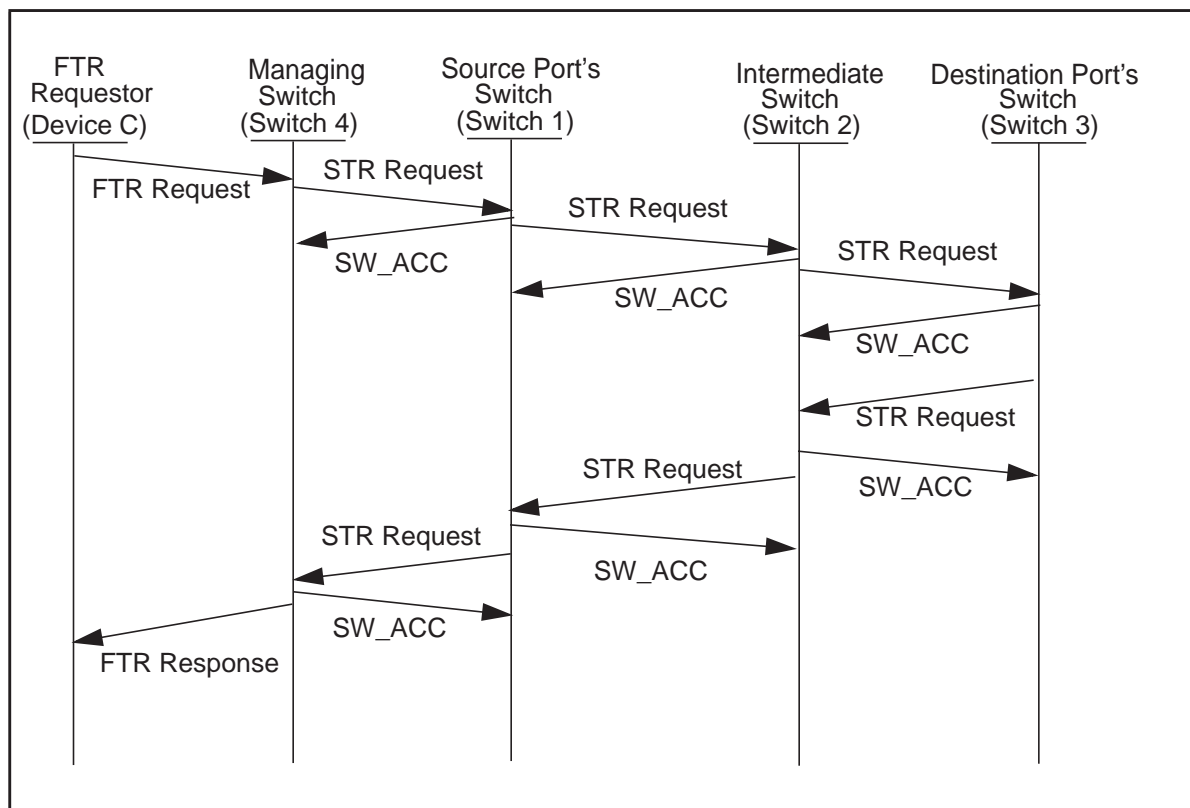 FTR
Requestor
(Device C)
Managing
Switch
(Switch 4)
Source Port's
Switch
(Switch 1)
Intermediate
Switch
(Switch 2)
Destination Port's
Switch
(Switch 3)
FTR Request
STR Request
SW_ACC
STR Request
SW_ACC
STR Request
SW_ACC
STR Request
SW_ACC
STR Request
SW_ACC
STR Request
SW_ACC
FTR Response